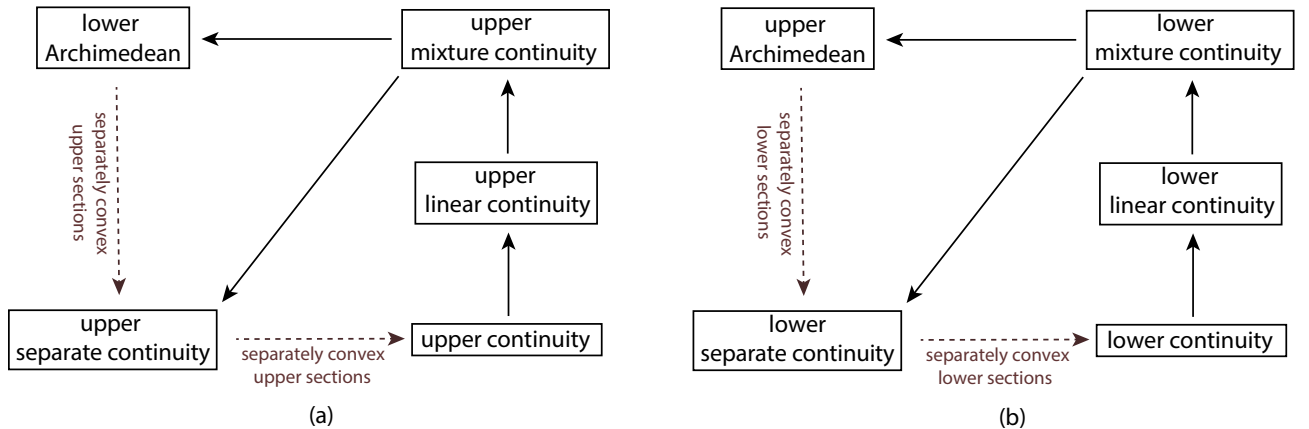 lower
Archimedean
upper
mixture continuity
separately convex
upper sections
upper
linear continuity
upper
separate continuity
separately convex
upper sections
upper continuity
(a)
upper
Archimedean
lower
mixture continuity
separately convex
lower sections
lower
linear continuity
lower
separate continuity
separately convex
lower sections
lower continuity
(b)